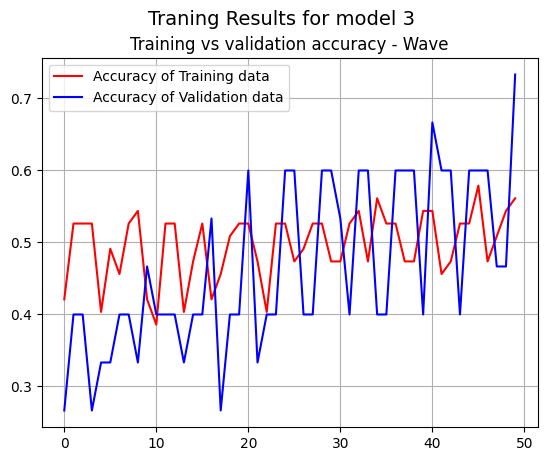 Traning Results for model 3
Training vs validation accuracy - Wave
Accuracy of Training data
Accuracy of Validation data
0.7
0.6
0.5
0.4
0.3
0 10 20 30 40 50